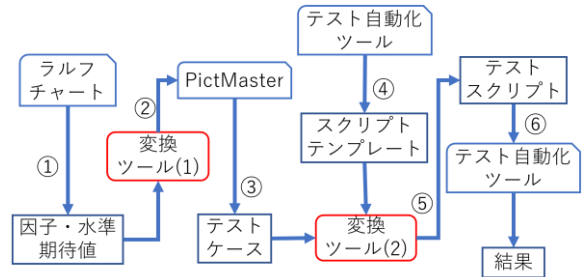 ラルフ
チャート
①
因子・水準
期待値
②
変換
ツール(1)
PictMaster
③
テスト
ケース
テスト自動化
ツール
④
スクリプト
テンプレート
変換
ツール(2)
⑤
テスト
スクリプト
⑥
テスト自動化
ツール
結果